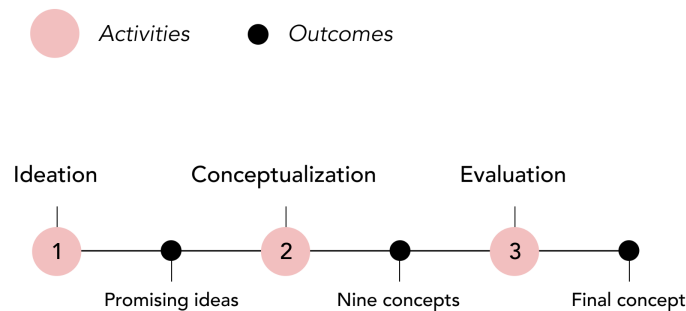 Activities Outcomes
Ideation Conceptualization Evaluation
1 2 3
Promising ideas Nine concepts Final concept